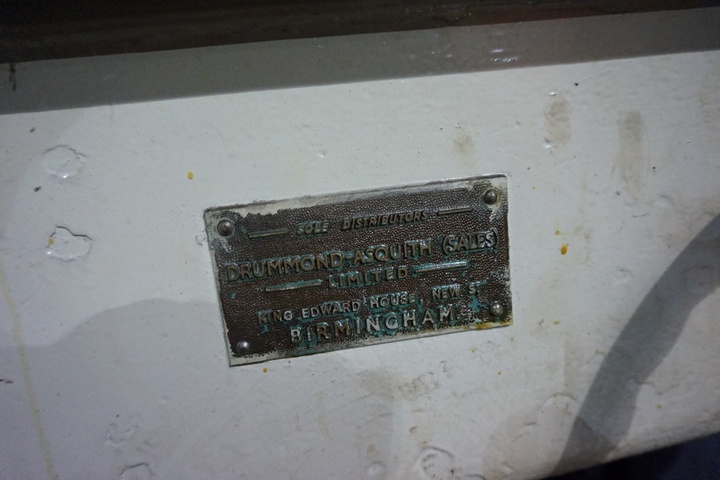 SOLE DISTRIBUTORS
DRUMMOND-ASQUITH (SALES)
LIMITED
KING EDWARD HOUSE, NEW ST
BIRMINGHAM